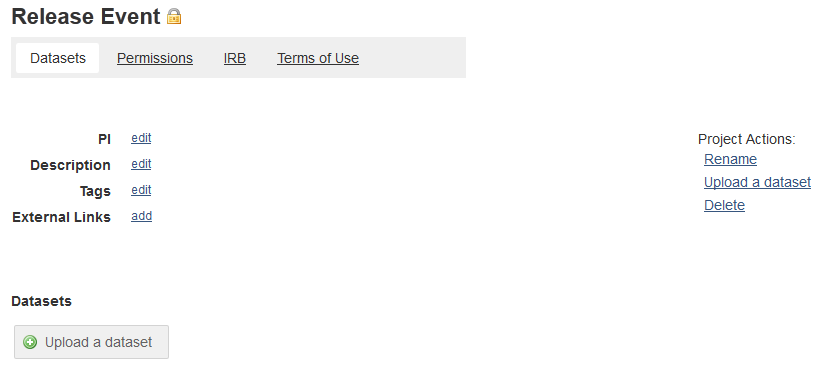 Release Event
Datasets Permissions IRB Terms of Use
PI edit
Description edit
Tags edit
External Links add
Project Actions:
Rename
Upload a dataset
Delete
Datasets
Upload a dataset